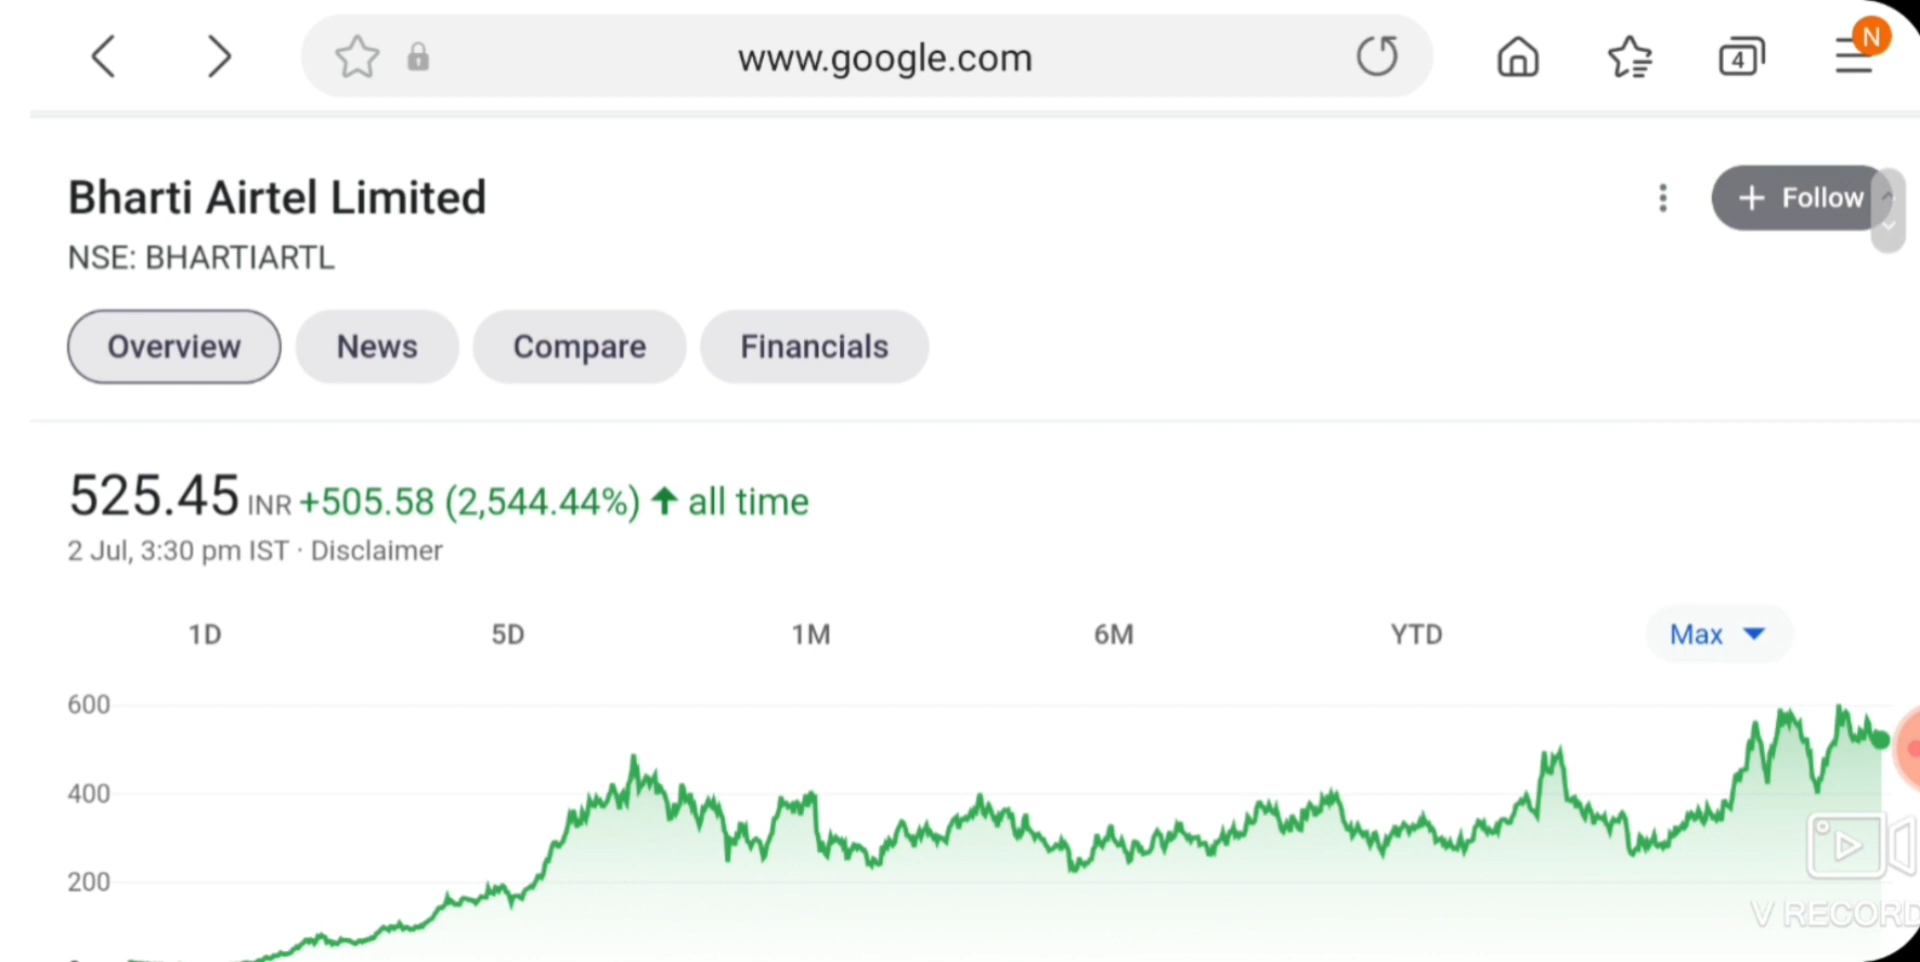 www.google.com
4
N
Bharti Airtel Limited
Follow
NSE: BHARTIARTL
Overview
News
Compare
Financials
525.45 INR +505.58 (2,544.44%) ↑ all time
2 Jul, 3:30 pm IST · Disclaimer
1D
5D
1M
6M
YTD
Max
600
400
200
V RECORD